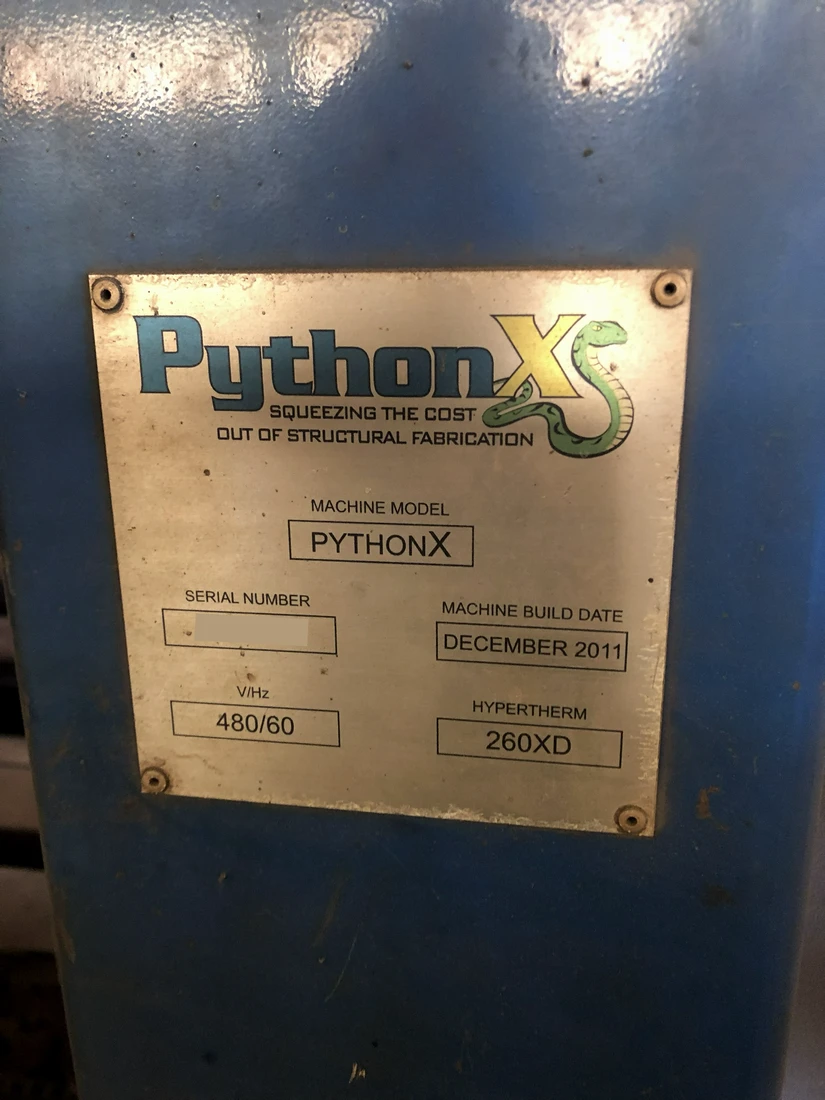 PythonX
SQUEEZING THE COST
OUT OF STRUCTURAL FABRICATION
MACHINE MODEL
PYTHONX
SERIAL NUMBER
MACHINE BUILD DATE
DECEMBER 2011
V/Hz
480/60
HYPERTHERM
260XD